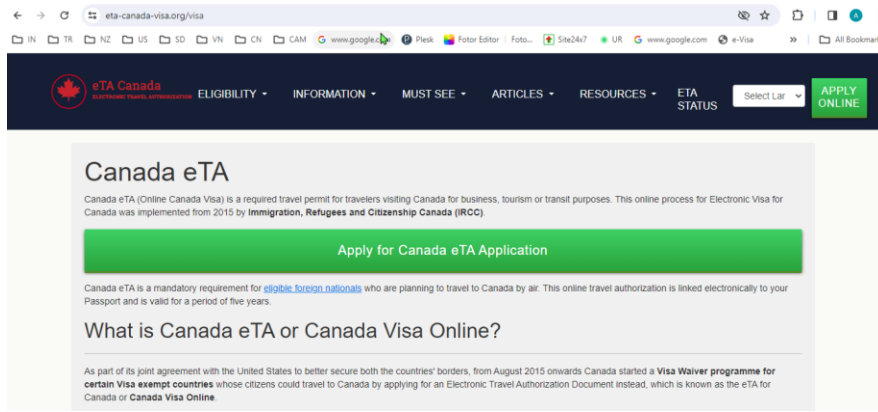 eta-canada-visa.org/visa
IN TR NZ US SD VN CN CAM www.google.c Plesk Fotor Editor | Foto... Site24x7 UR www.google.com e-Visa » All Bookmar
eTA Canada
ELECTRONIC TRAVEL AUTHORIZATION
ELIGIBILITY INFORMATION MUST SEE ARTICLES RESOURCES ETA STATUS Select Lan APPLY ONLINE
Canada eTA
Canada eTA (Online Canada Visa) is a required travel permit for travelers visiting Canada for business, tourism or transit purposes. This online process for Electronic Visa for
Canada was implemented from 2015 by Immigration, Refugees and Citizenship Canada (IRCC).
Apply for Canada eTA Application
Canada eTA is a mandatory requirement for eligible foreign nationals who are planning to travel to Canada by air. This online travel authorization is linked electronically to your
Passport and is valid for a period of five years.
What is Canada eTA or Canada Visa Online?
As part of its joint agreement with the United States to better secure both the countries' borders, from August 2015 onwards Canada started a Visa Waiver programme for
certain Visa exempt countries whose citizens could travel to Canada by applying for an Electronic Travel Authorization Document instead, which is known as the eTA for
Canada or Canada Visa Online.